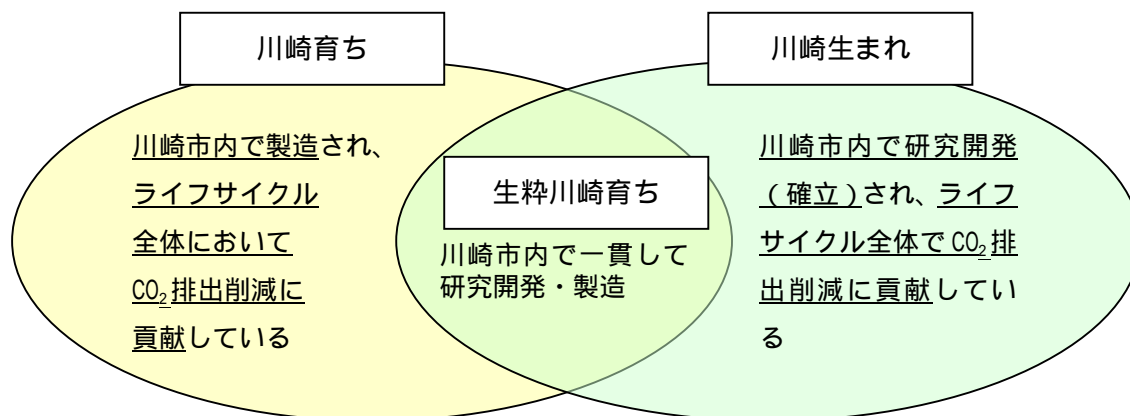 川崎育ち
川崎市内で製造され、
ライフサイクル
全体において
CO₂排出削減に
貢献している
生粋川崎育ち
川崎市内で一貫して
研究開発・製造
川崎生まれ
川崎市内で研究開発
（確立）され、ライフ
サイクル全体でCO₂排
出削減に貢献してい
る